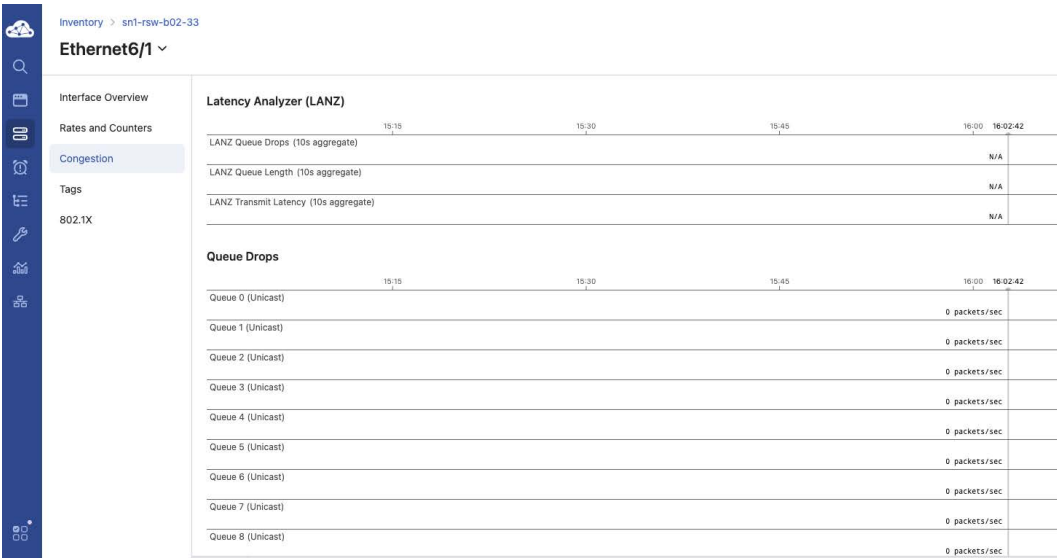 Inventory > sn1-rsw-b02-33
Ethernet6/1
Interface Overview
Rates and Counters
Congestion
Tags
802.1X
Latency Analyzer (LANZ)
15:15 15:30 15:45 16:00 16:02:42
LANZ Queue Drops (10s aggregate)
N/A
LANZ Queue Length (10s aggregate)
N/A
LANZ Transmit Latency (10s aggregate)
N/A
Queue Drops
15:15 15:30 15:45 16:00 16:02:42
Queue 0 (Unicast)
0 packets/sec
Queue 1 (Unicast)
0 packets/sec
Queue 2 (Unicast)
0 packets/sec
Queue 3 (Unicast)
0 packets/sec
Queue 4 (Unicast)
0 packets/sec
Queue 5 (Unicast)
0 packets/sec
Queue 6 (Unicast)
0 packets/sec
Queue 7 (Unicast)
0 packets/sec
Queue 8 (Unicast)
0 packets/sec